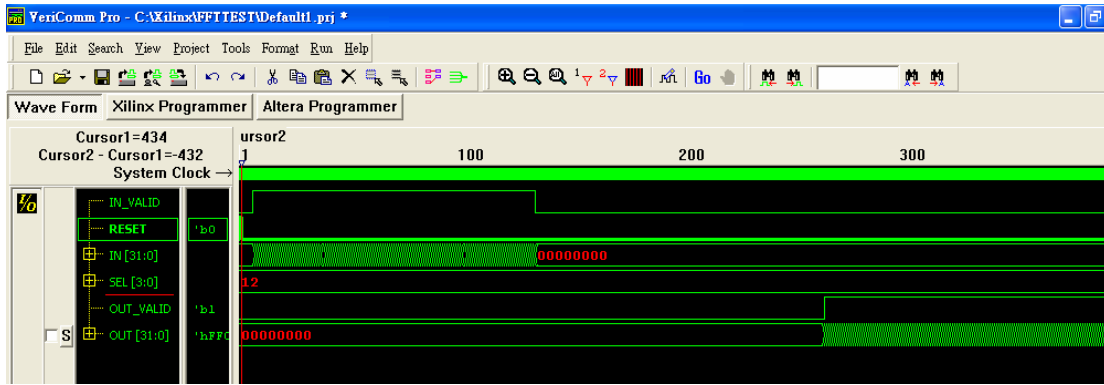 VeriComm Pro - C:\Xilinx\FFTTEST\Default1.prj *
File Edit Search View Project Tools Format Run Help
Go
Wave Form Xilinx Programmer Altera Programmer
Cursor1=434 ursor2
Cursor2 - Cursor1=-432 1 100 200 300
System Clock →
I/O IN_VALID
RESET 'b0
IN [31:0] 00000000
SEL [3:0] 12
OUT_VALID 'b1
S OUT [31:0] 'hFFC 00000000